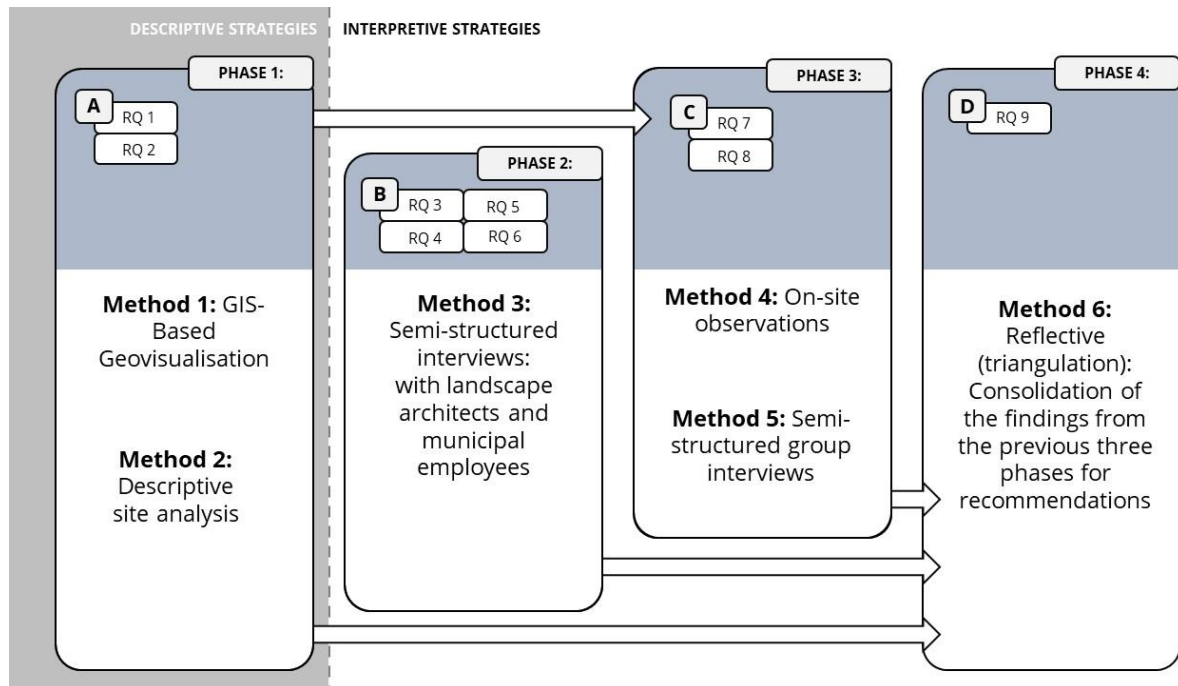 DESCRIPTIVE STRATEGIES
INTERPRETIVE STRATEGIES
PHASE 1:
A
RQ 1
RQ 2
Method 1: GIS-
Based
Geovisualisation
Method 2:
Descriptive
site analysis
PHASE 2:
B
RQ 3
RQ 5
RQ 4
RQ 6
Method 3:
Semi-structured
interviews:
with landscape
architects and
municipal
employees
PHASE 3:
C
RQ 7
RQ 8
Method 4: On-site
observations
Method 5: Semi-
structured group
interviews
PHASE 4:
D
RQ 9
Method 6:
Reflective
(triangulation):
Consolidation of
the findings from
the previous three
phases for
recommendations